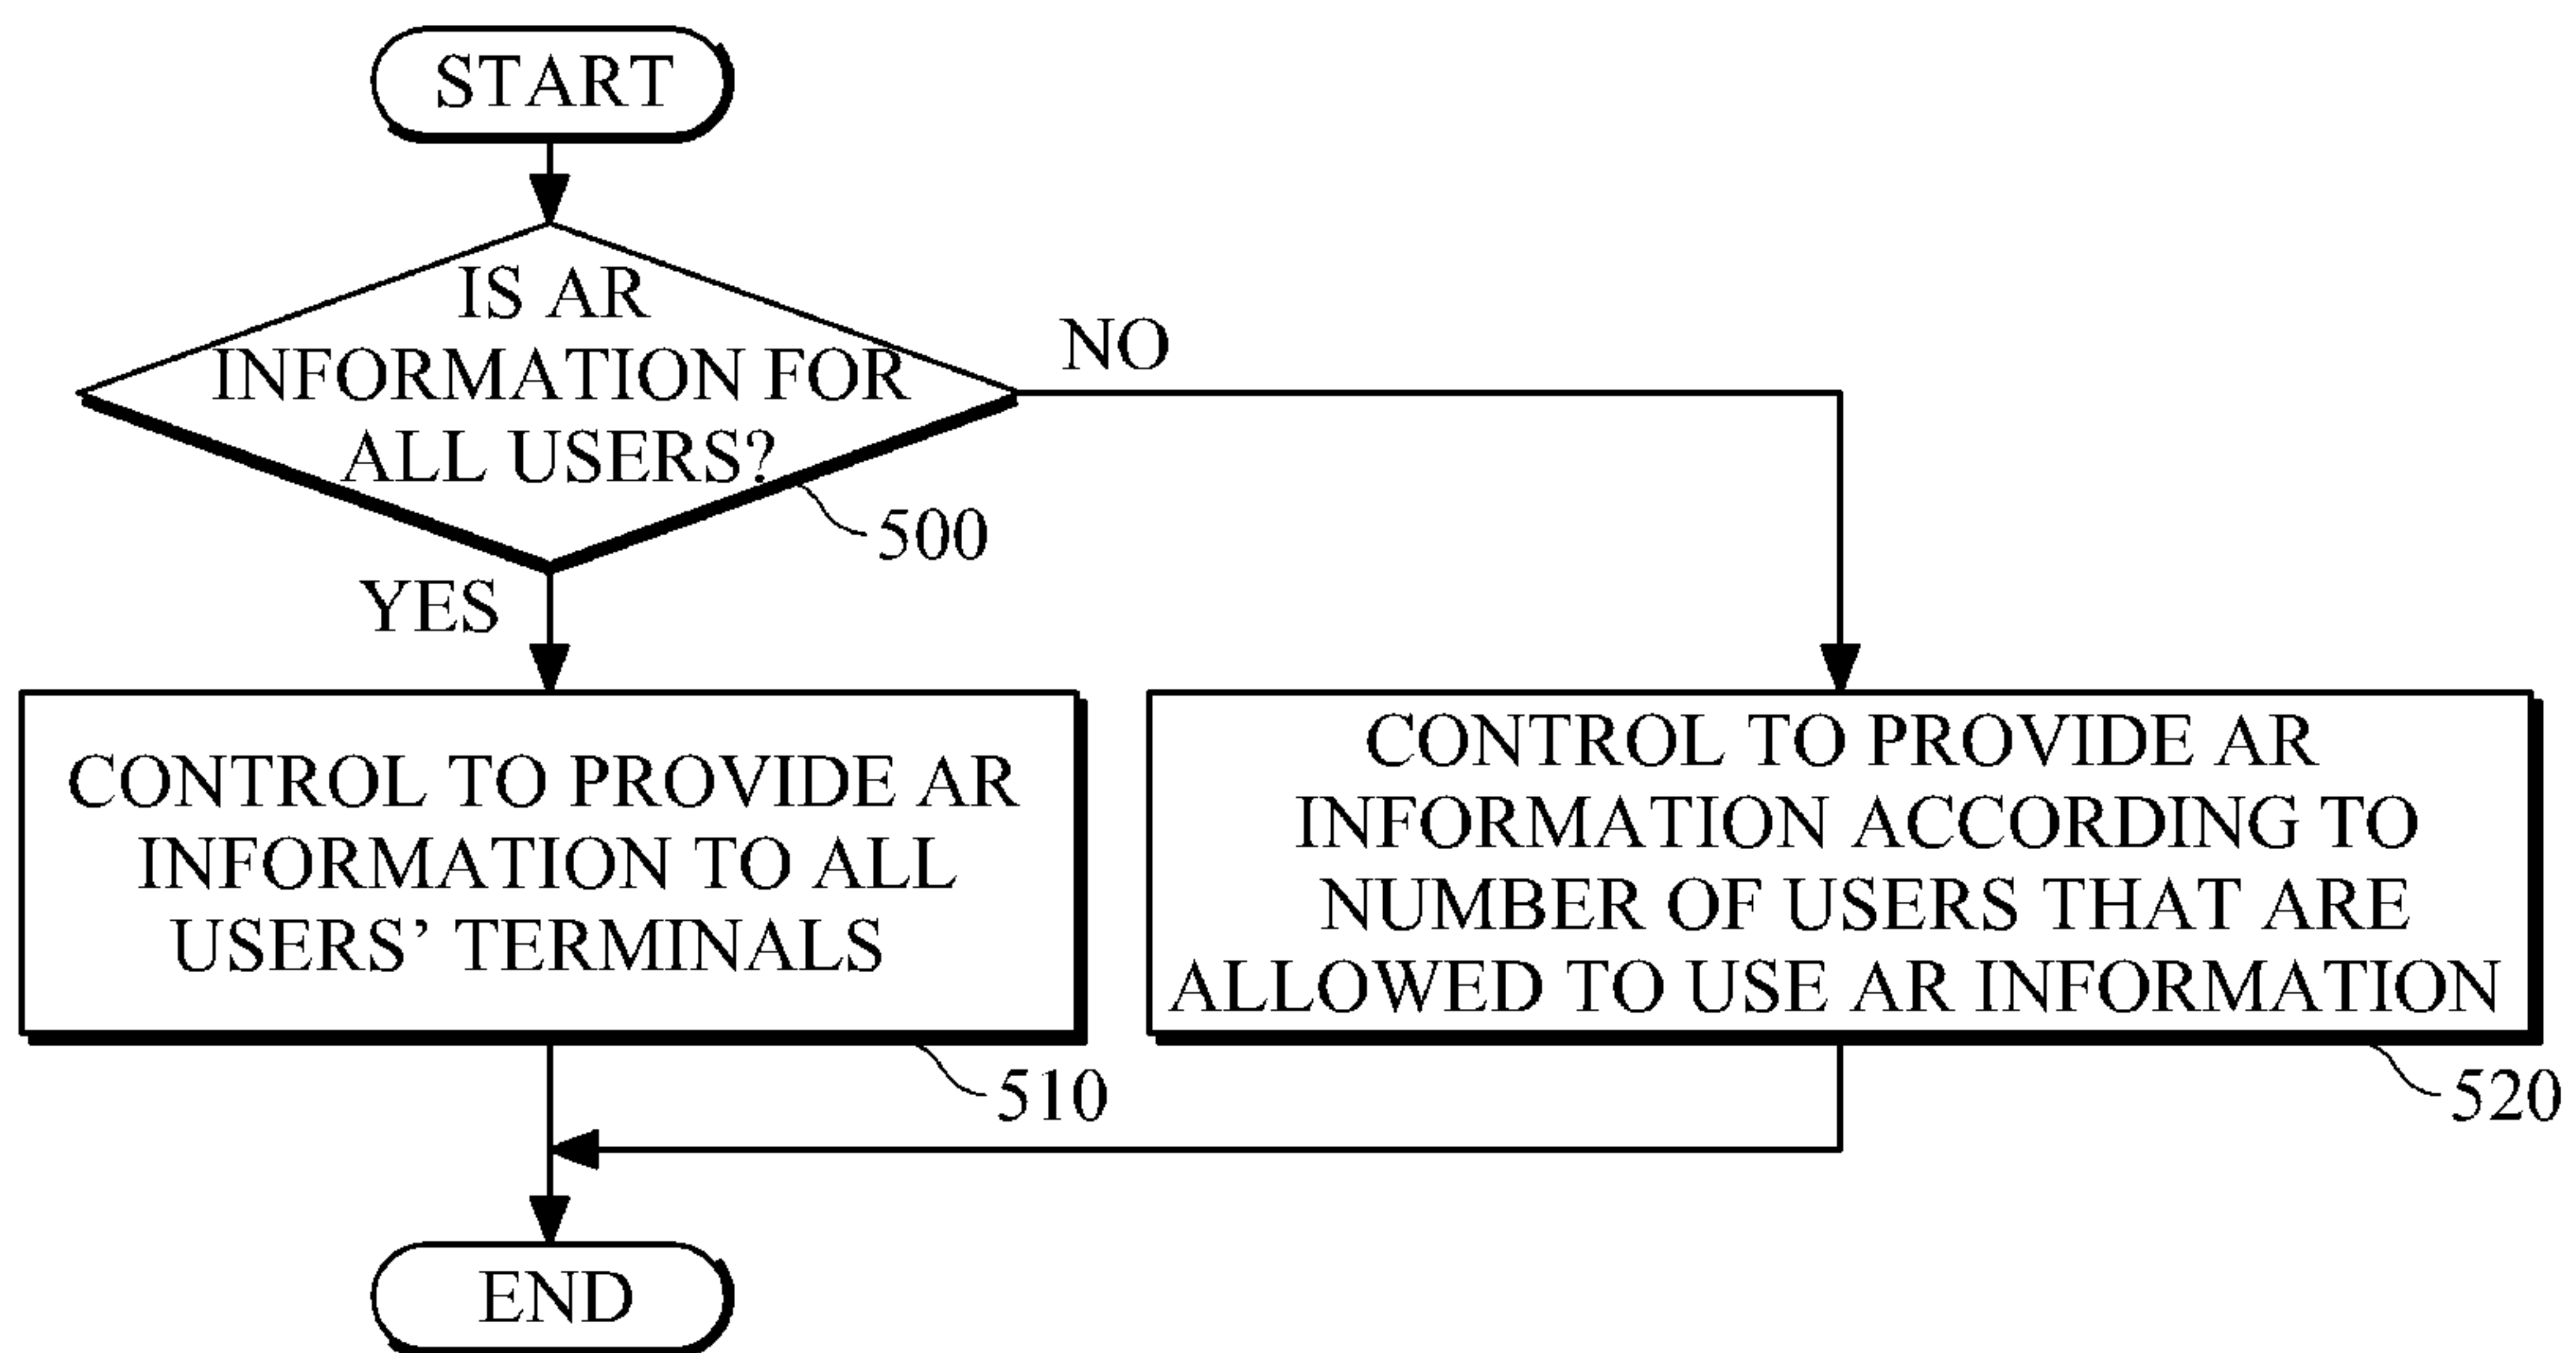 START
IS AR
INFORMATION FOR
ALL USERS?
NO
500
YES
CONTROL TO PROVIDE AR
INFORMATION TO ALL
USERS’ TERMINALS
510
CONTROL TO PROVIDE AR
INFORMATION ACCORDING TO
NUMBER OF USERS THAT ARE
ALLOWED TO USE AR INFORMATION
520
END